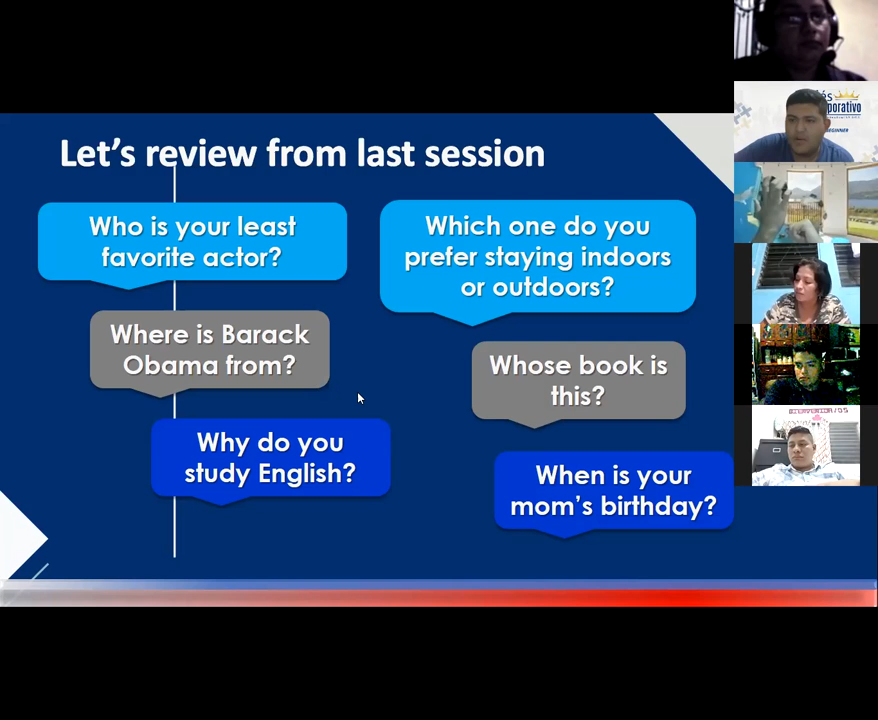 Let's review from last session
Who is your least
favorite actor?
Which one do you
prefer staying indoors
or outdoors?
Where is Barack
Obama from?
Whose book is
this?
Why do you
study English?
When is your
mom's birthday?